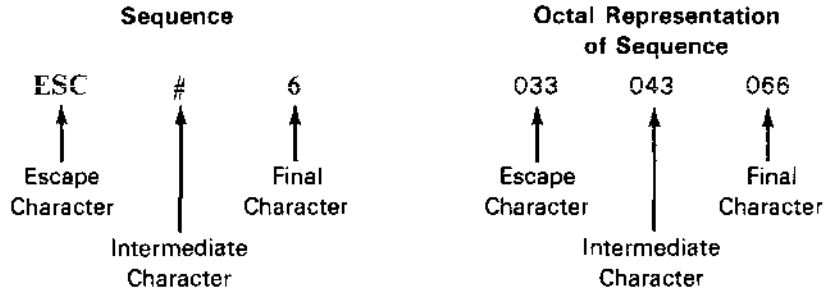 Sequence
ESC # 6
Escape Character
Intermediate Character
Final Character
Octal Representation
of Sequence
033 043 066
Escape Character
Intermediate Character
Final Character